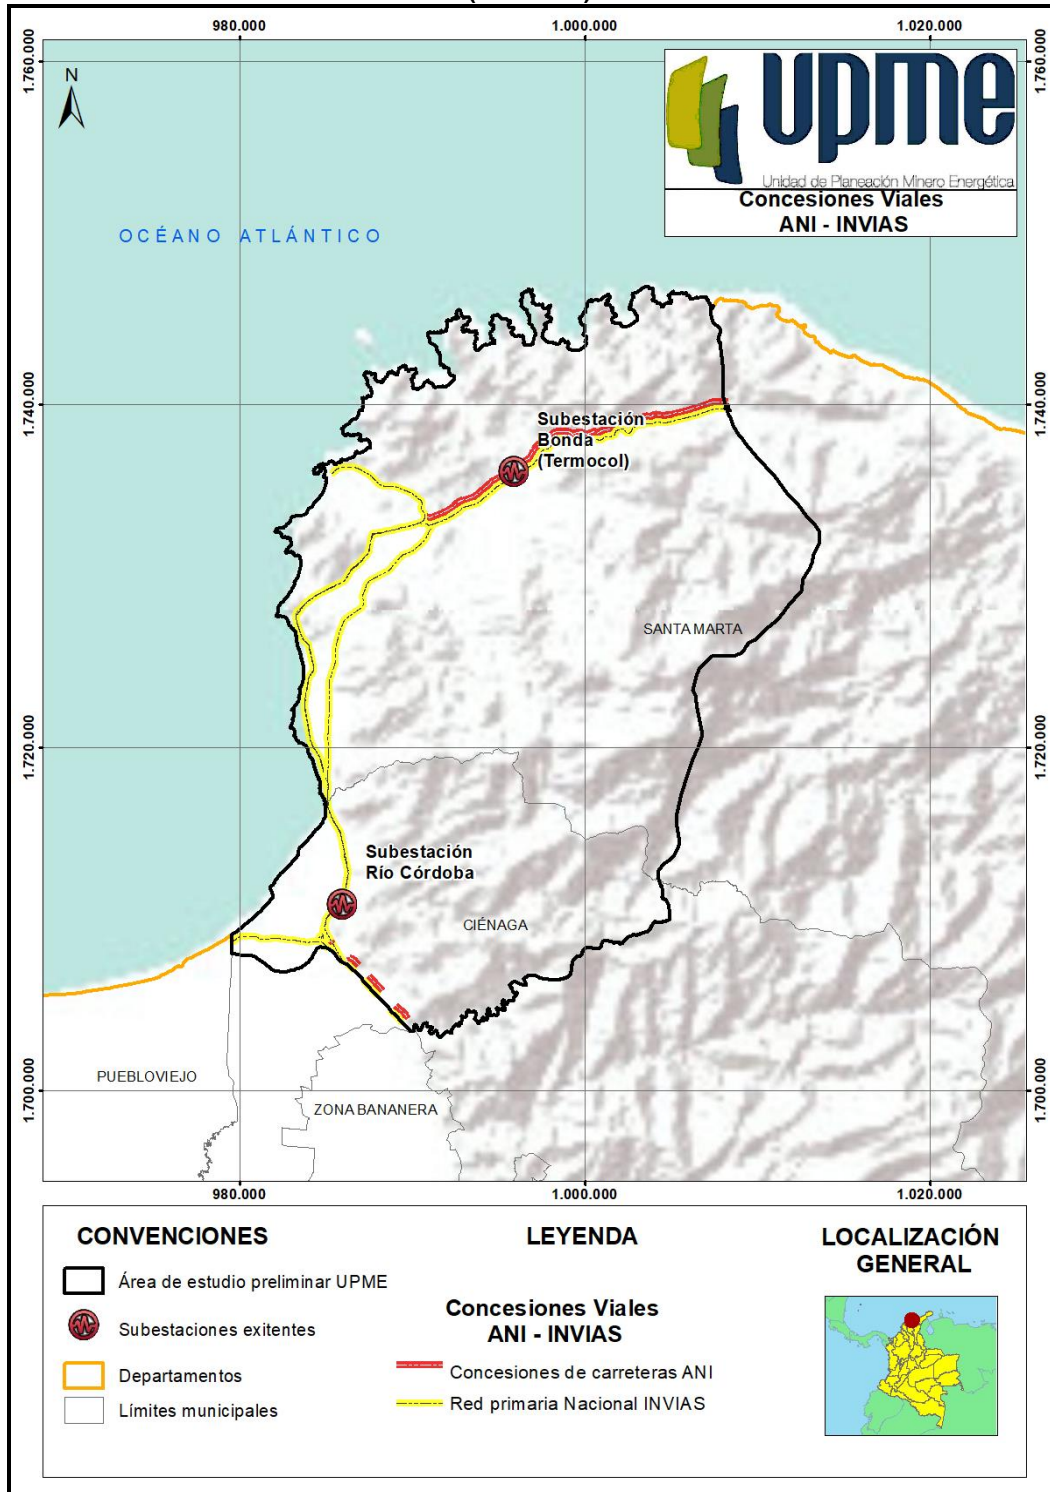 980.000
1.000.000
1.020.000
1.760.000
1.760.000
N
upme
Unidad de Planeación Minero Energética
Concesiones Viales
ANI - INVIAS
OCÉANO ATLÁNTICO
1.740.000
1.740.000
Subestación
Bonda
(Termocol)
SANTA MARTA
1.720.000
1.720.000
Subestación
Río Córdoba
CIÉNAGA
PUEBLOVIEJO
ZONA BANANERA
1.700.000
1.700.000
980.000
1.000.000
1.020.000
CONVENCIONES
Área de estudio preliminar UPME
Subestaciones exitentes
Departamentos
Límites municipales
LEYENDA
Concesiones Viales
ANI - INVIAS
Concesiones de carreteras ANI
Red primaria Nacional INVIAS
LOCALIZACIÓN
GENERAL